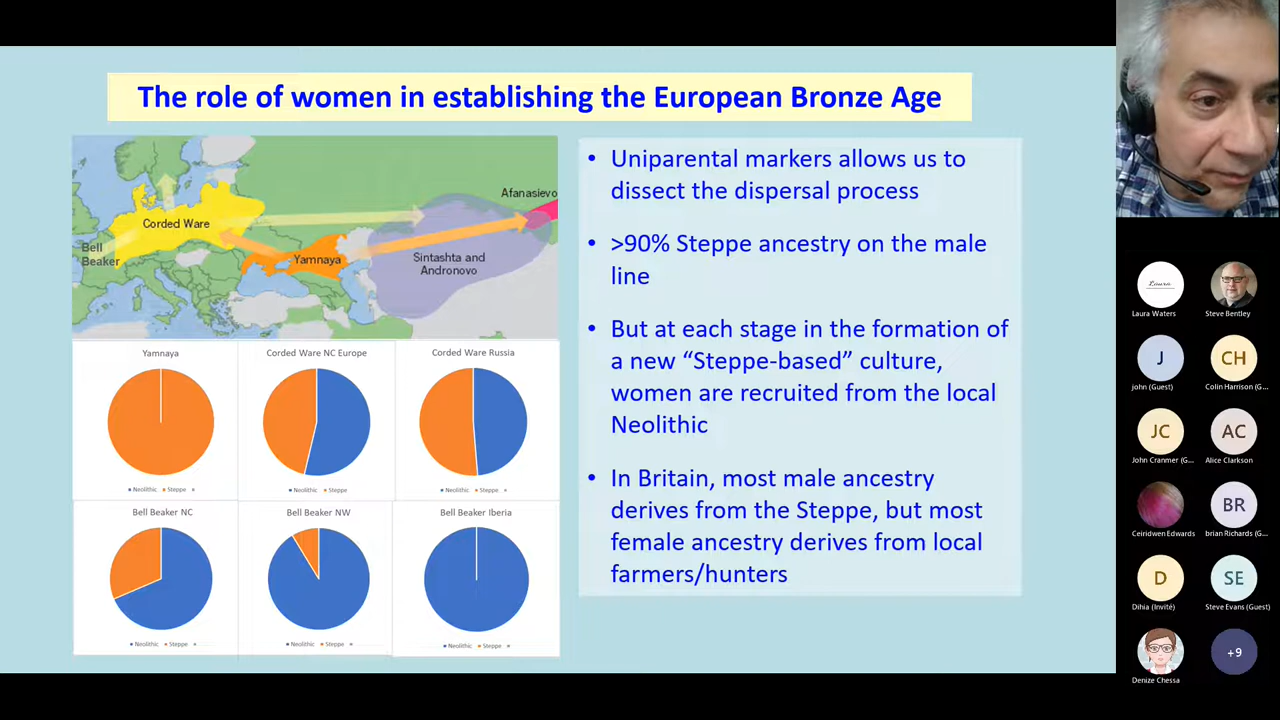 The role of women in establishing the European Bronze Age
Afanasievo
Corded Ware
Bell
Beaker
Yamnaya
Sintashta and
Andronovo
Yamnaya
Neolithic Steppe
Corded Ware NC Europe
Neolithic Steppe
Corded Ware Russia
Neolithic Steppe
Bell Beaker NC
Neolithic Steppe
Bell Beaker NW
Neolithic Steppe
Bell Beaker Iberia
Neolithic Steppe
• Uniparental markers allows us to
dissect the dispersal process
• >90% Steppe ancestry on the male
line
• But at each stage in the formation of
a new “Steppe-based” culture,
women are recruited from the local
Neolithic
• In Britain, most male ancestry
derives from the Steppe, but most
female ancestry derives from local
farmers/hunters
Laura
Laura Waters
Steve Bentley
J
john (Guest)
CH
Colin Harrison (G...
JC
John Cranmer (G...
AC
Alice Clarkson
Ceiridwen Edwards
BR
brian Richards (G...
D
Dihia (Invité)
SE
Steve Evans (Guest)
Denize Chessa
+9